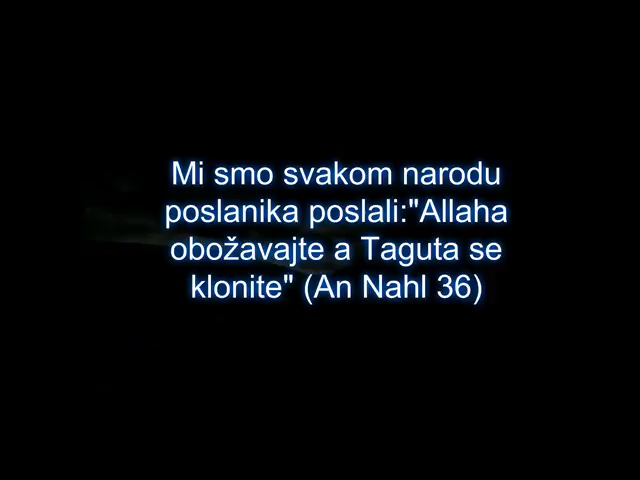 Mi smo svakom narodu
poslanika poslali:"Allaha
obožavajte a Taguta se
klonite" (An Nahl 36)